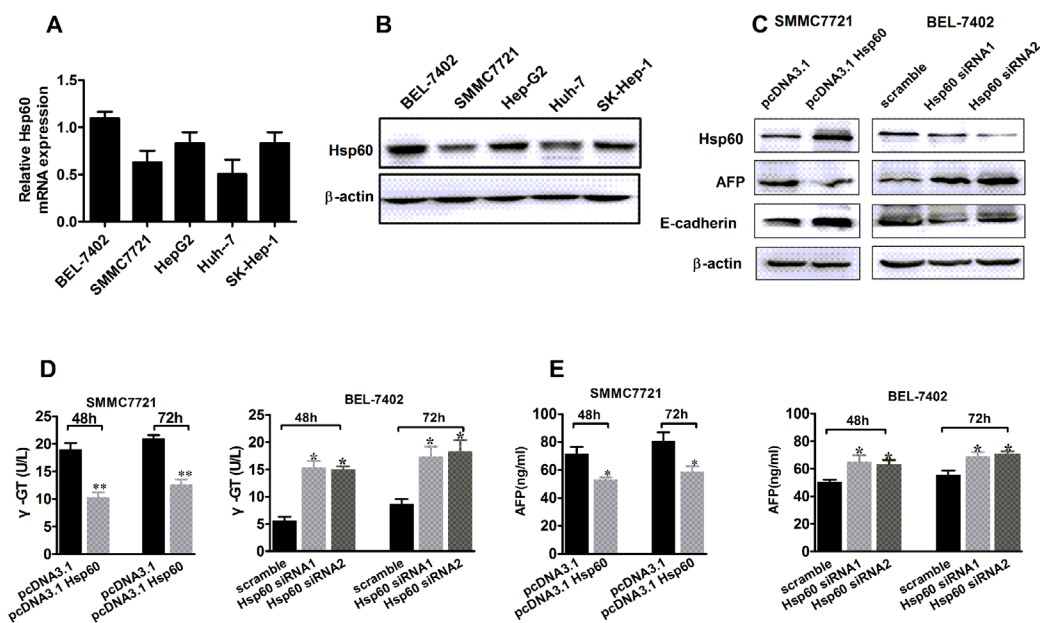 A
Relative Hsp60
mRNA expression
1.5
1.0
0.5
0.0
BEL-7402
SMMC7721
HepG2
Huh--7
SK-Hep-1
B
BEL-7402
SMMC7721
Hep-G2
Huh-7
SK-Hep-1
Hsp60
β-actin
C
SMMC7721
BEL-7402
pcDNA3.1
pcDNA3.1 Hsp60
scramble
Hsp60 siRNA1
Hsp60 siRNA2
Hsp60
AFP
E-cadherin
β-actin
D
SMMC7721
48h
72h
γ -GT (U/L)
25
20
15
10
5
0
**
**
pcDNA3.1
pcDNA3.1 Hsp60
pcDNA3.1
pcDNA3.1 Hsp60
BEL-7402
48h
72h
γ -GT (U/L)
25
20
15
10
5
0
*
*
*
*
scramble
Hsp60 siRNA1
Hsp60 siRNA2
scramble
Hsp60 siRNA1
Hsp60 siRNA2
E
SMMC7721
48h
72h
AFP(ng/ml)
100
80
60
40
20
0
*
*
pcDNA3.1
pcDNA3.1 Hsp60
pcDNA3.1
pcDNA3.1 Hsp60
BEL-7402
48h
72h
AFP(ng/ml)
100
80
60
40
20
0
*
*
*
*
scramble
Hsp60 siRNA1
Hsp60 siRNA2
scramble
Hsp60 siRNA1
Hsp60 siRNA2